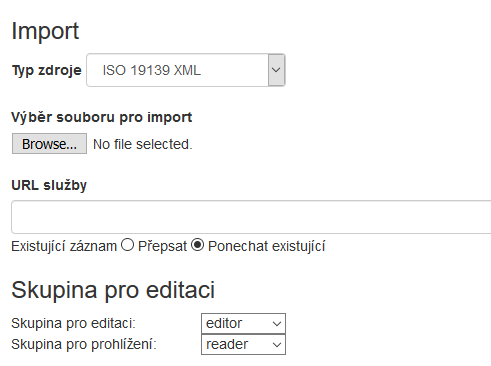 Import
Typ zdroje ISO 19139 XML
Výběr souboru pro import
Browse... No file selected.
URL služby
Existující záznam Přepsat Ponechat existující
Skupina pro editaci
Skupina pro editaci: editor
Skupina pro prohlížení: reader